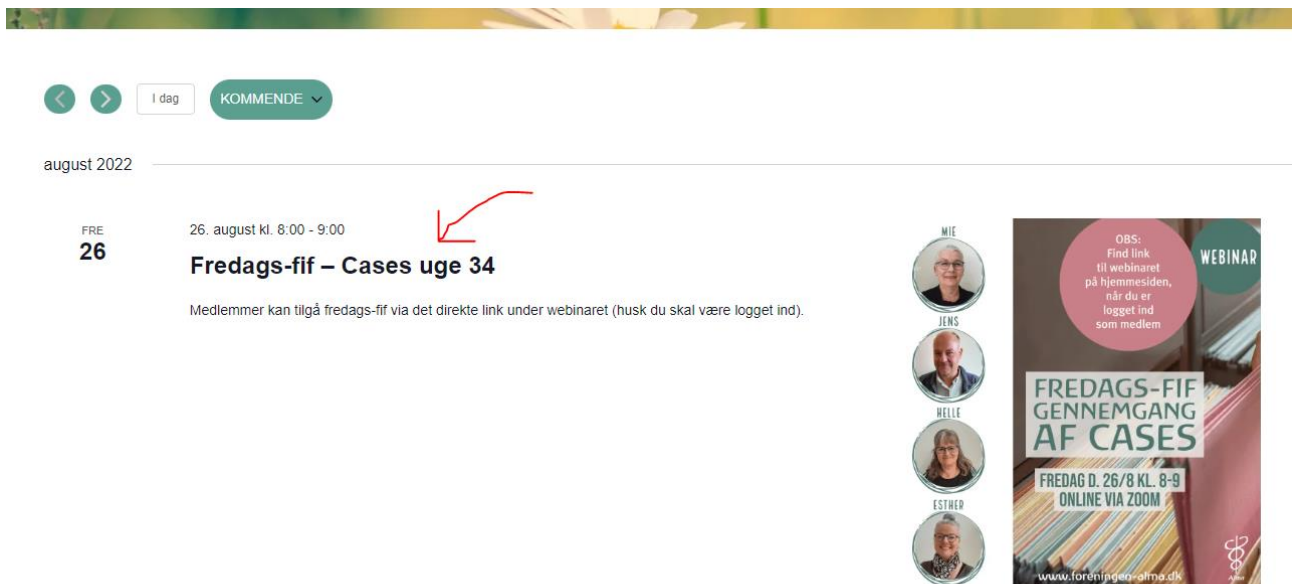 I dag
KOMMENDE
august 2022
FRE
26
26. august kl. 8:00 - 9:00
Fredags-fif – Cases uge 34
Medlemmer kan tilgå fredags-fif via det direkte link under webinaret (husk du skal være logget ind).
MIE
JENS
HELLE
ESTHER
OBS:
Find link
til webinaret
på hjemmesiden,
når du er
logget ind
som medlem
WEBINAR
FREDAGS-FIF
GENNEMGANG
AF CASES
FREDAG D. 26/8 KL. 8-9
ONLINE VIA ZOOM
www.foreningen-alma.dk